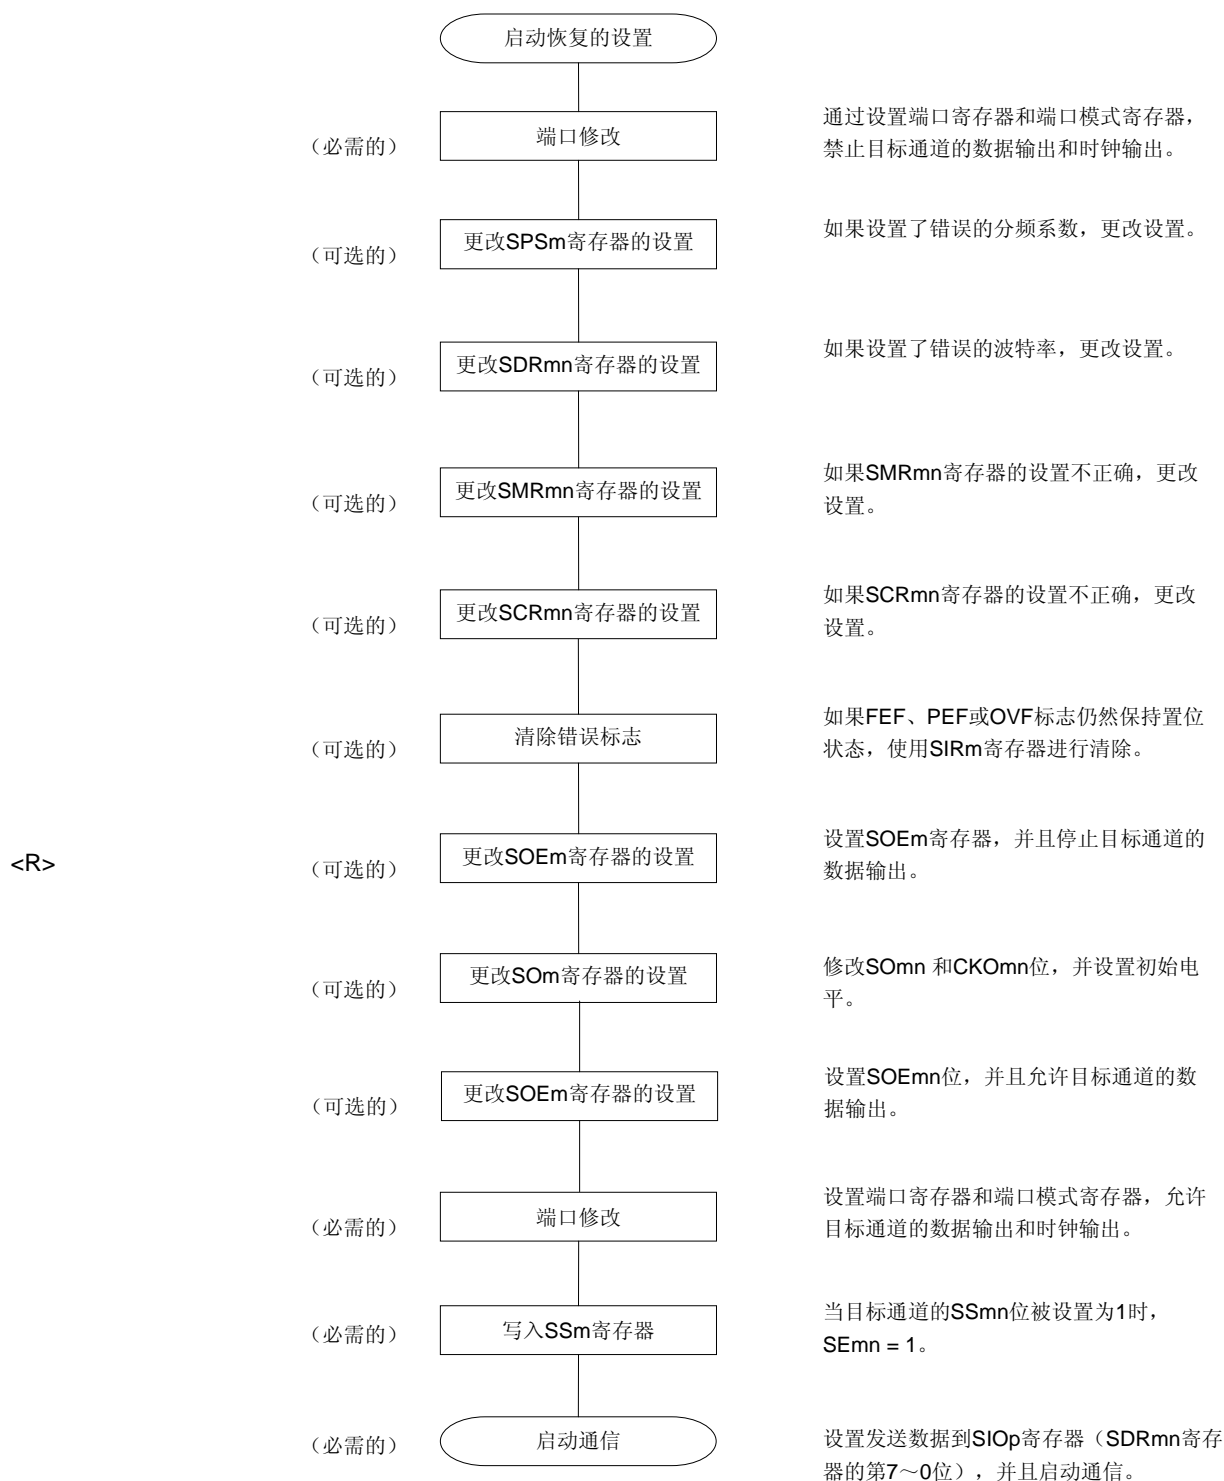 启动恢复的设置
（必需的）
端口修改
通过设置端口寄存器和端口模式寄存器，
禁止目标通道的数据输出和时钟输出。
（可选的）
更改SPSm寄存器的设置
如果设置了错误的分频系数，更改设置。
（可选的）
更改SDRmn寄存器的设置
如果设置了错误的波特率，更改设置。
（可选的）
更改SMRmn寄存器的设置
如果SMRmn寄存器的设置不正确，更改
设置。
（可选的）
更改SCRmn寄存器的设置
如果SCRmn寄存器的设置不正确，更改
设置。
（可选的）
清除错误标志
如果FEF、PEF或OVF标志仍然保持置位
状态，使用SIRm寄存器进行清除。
<R>
（可选的）
更改SOEm寄存器的设置
设置SOEm寄存器，并且停止目标通道的
数据输出。
（可选的）
更改SOm寄存器的设置
修改SOmn 和CKOmn位，并设置初始电
平。
（可选的）
更改SOEm寄存器的设置
设置SOEmn位，并且允许目标通道的数
据输出。
（必需的）
端口修改
设置端口寄存器和端口模式寄存器，允许
目标通道的数据输出和时钟输出。
（必需的）
写入SSm寄存器
当目标通道的SSmn位被设置为1时，
SEmn = 1。
（必需的）
启动通信
设置发送数据到SIOp寄存器（SDRmn寄存
器的第7～0位），并且启动通信。